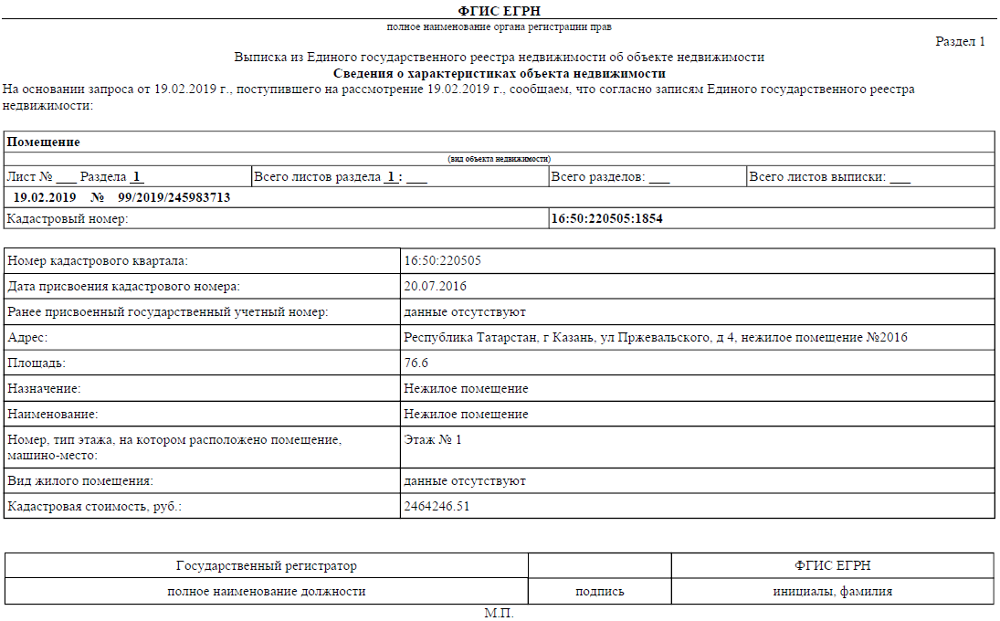 ФГИС ЕГРН
полное наименование органа регистрации прав
Раздел 1
Выписка из Единого государственного реестра недвижимости об объекте недвижимости
Сведения о характеристиках объекта недвижимости
На основании запроса от 19.02.2019 г., поступившего на рассмотрение 19.02.2019 г., сообщаем, что согласно записям Единого государственного реестра
недвижимости:
Помещение
(вид объекта недвижимости)
Лист № ___ Раздела 1 Всего листов раздела 1 : ___ Всего разделов: ___ Всего листов выписки: ___
19.02.2019 № 99/2019/245983713
Кадастровый номер: 16:50:220505:1854
Номер кадастрового квартала: 16:50:220505
Дата присвоения кадастрового номера: 20.07.2016
Ранее присвоенный государственный учетный номер: данные отсутствуют
Адрес: Республика Татарстан, г Казань, ул Пржевальского, д 4, нежилое помещение №2016
Площадь: 76.6
Назначение: Нежилое помещение
Наименование: Нежилое помещение
Номер, тип этажа, на котором расположено помещение, Этаж № 1
машино-место:
Вид жилого помещения: данные отсутствуют
Кадастровая стоимость, руб.: 2464246.51
Государственный регистратор ФГИС ЕГРН
полное наименование должности подпись инициалы, фамилия
М.П.